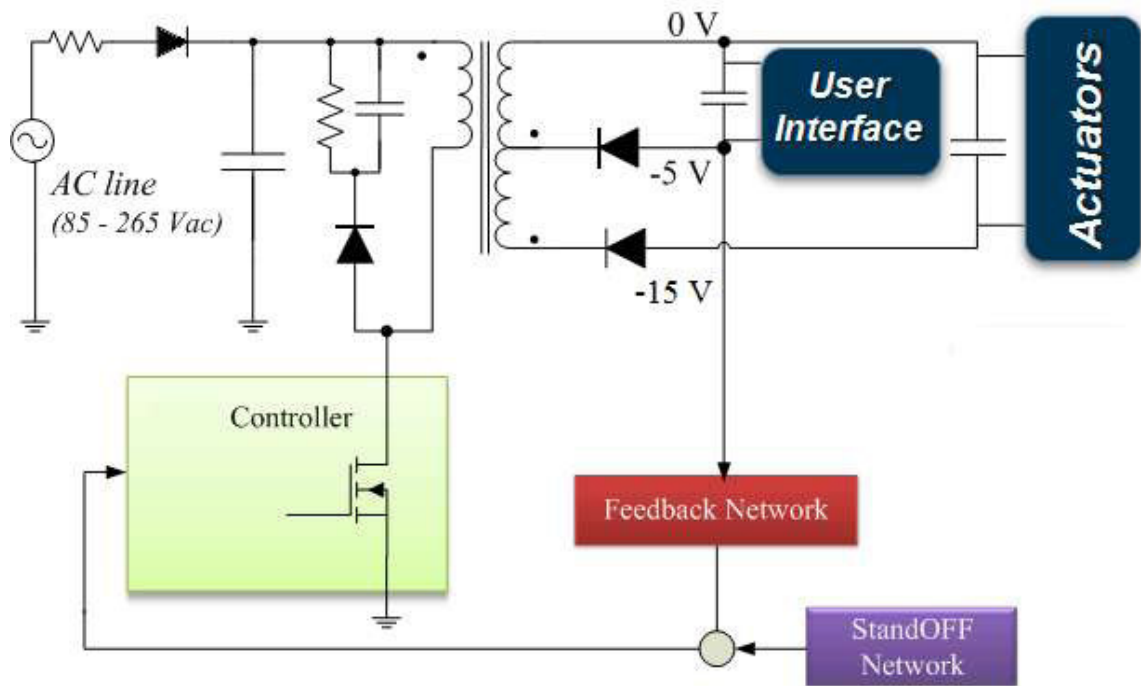 0 V
User
Interface
Actuators
AC line
(85 - 265 Vac)
-5 V
-15 V
Controller
Feedback Network
StandOFF
Network